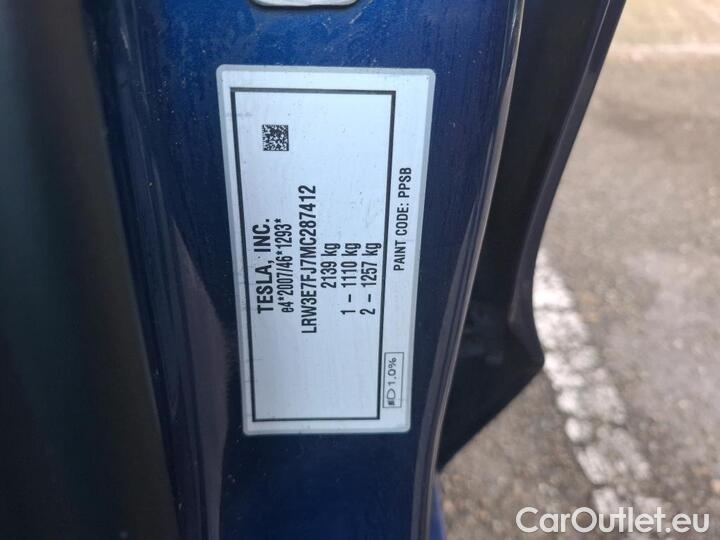 TESLA, INC.
e4*2007/46*1293*
LRW3E7FJ7MC287412
2139 kg
1 - 1110 kg
2 - 1257 kg
PAINT CODE: PPSB
1.0%
CarOutlet.eu